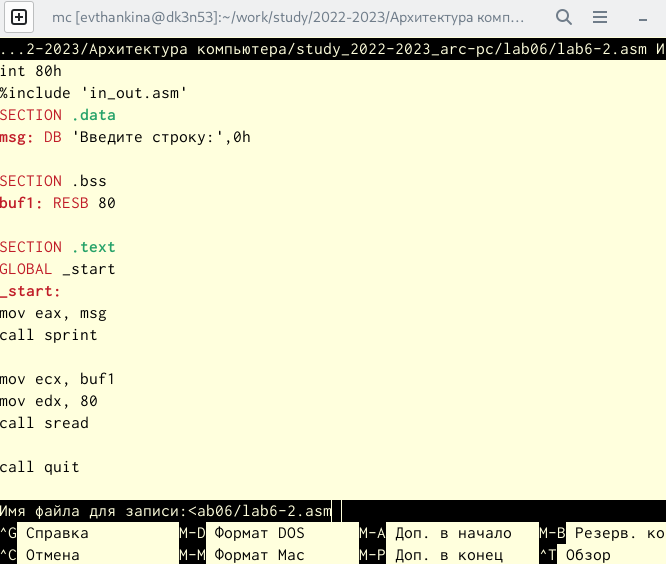 mc [evthankina@dk3n53]:~/work/study/2022-2023/Архитектура комп…
...2-2023/Архитектура компьютера/study_2022-2023_arc-pc/lab06/lab6-2.asm И
int 80h
%include 'in_out.asm'
SECTION .data
msg: DB 'Введите строку:',0h
SECTION .bss
buf1: RESB 80
SECTION .text
GLOBAL _start
_start:
mov eax, msg
call sprint
mov ecx, buf1
mov edx, 80
call sread
call quit
Имя файла для записи:<ab06/lab6-2.asm
^G Справка M-D Формат DOS M-A Доп. в начало M-B Резерв. ко
^C Отмена M-M Формат Mac M-P Доп. в конец ^T Обзор